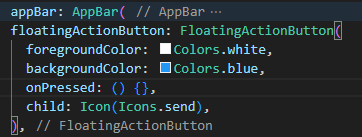 appBar: AppBar( // AppBar ⋯
floatingActionButton: FloatingActionButton(
  foregroundColor: Colors.white,
  backgroundColor: Colors.blue,
  onPressed: () {},
  child: Icon(Icons.send),
), // FloatingActionButton